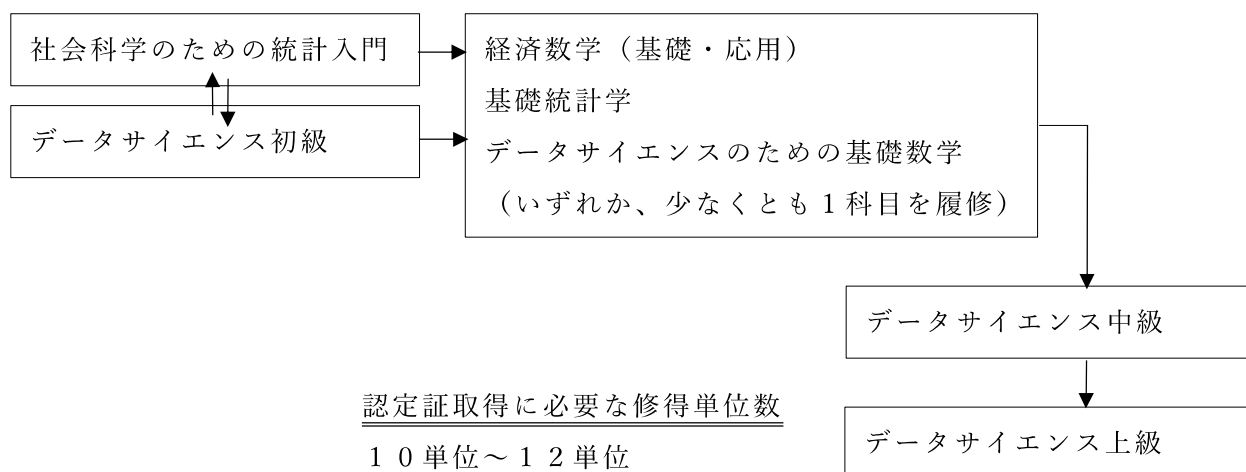 社会科学のための統計入門
データサイエンス初級
経済数学（基礎・応用）
基礎統計学
データサイエンスのための基礎数学
（いずれか、少なくとも１科目を履修）
データサイエンス中級
データサイエンス上級
認定証取得に必要な修得単位数
１０単位～１２単位